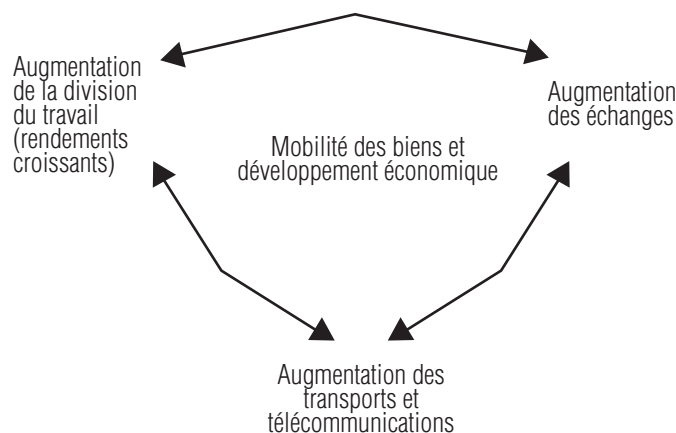 Augmentation
de la division
du travail
(rendements
croissants)
Augmentation
des échanges
Mobilité des biens et
développement économique
Augmentation des
transports et
télécommunications